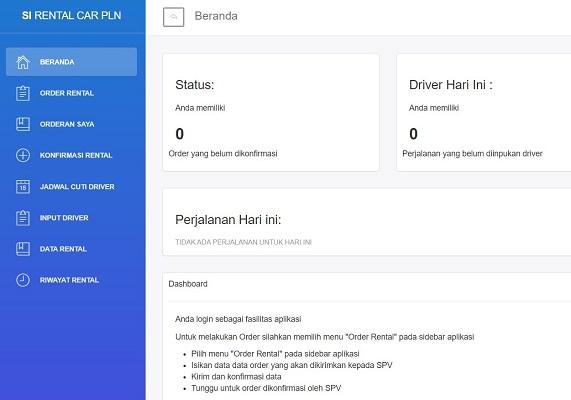 SI RENTAL CAR PLN
BERANDA
ORDER RENTAL
ORDERAN SAYA
KONFIRMASI RENTAL
15
JADWAL CUTI DRIVER
INPUT DRIVER
DATA RENTAL
RIWAYAT RENTAL
Beranda
Status:
Anda memiliki
0
Order yang belum dikonfirmasi
Driver Hari Ini :
Anda memiliki
0
Perjalanan yang belum diinpukan driver
Perjalanan Hari ini:
TIDAK ADA PERJALANAN UNTUK HARI INI
Dashboard
Anda login sebagai fasilitas aplikasi
Untuk melakukan Order silahkan memilih menu "Order Rental" pada sidebar aplikasi
• Pilih menu "Order Rental" pada sidebar aplikasi
• Isikan data data order yang akan dikirimkan kepada SPV
• Kirim dan konfirmasi data
• Tunggu untuk order dikonfirmasi oleh SPV